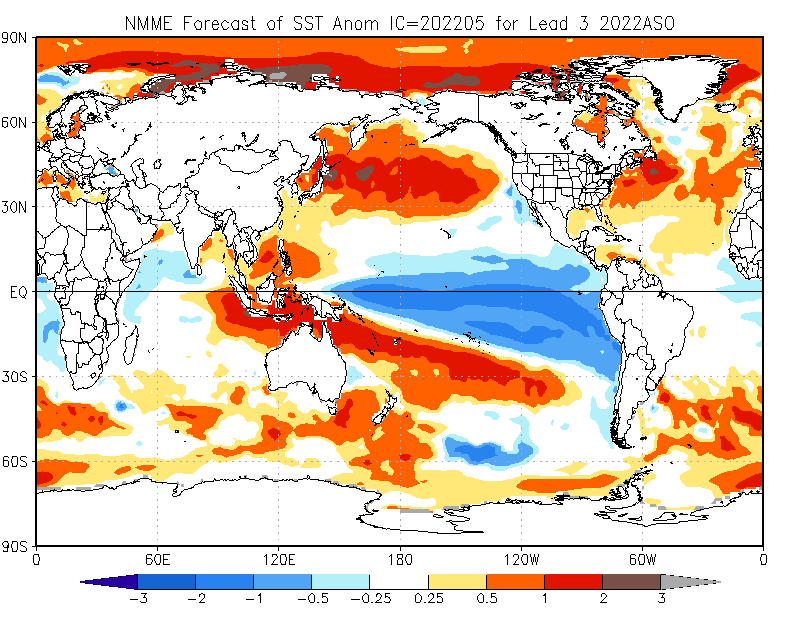 NMME Forecast of SST Anom IC=202205 for Lead 3 2022ASO
90N
60N
30N
EQ
30S
60S
90S
0 60E 120E 180 120W 60W 0
-3 -2 -1 -0.5 -0.25 0.25 0.5 1 2 3